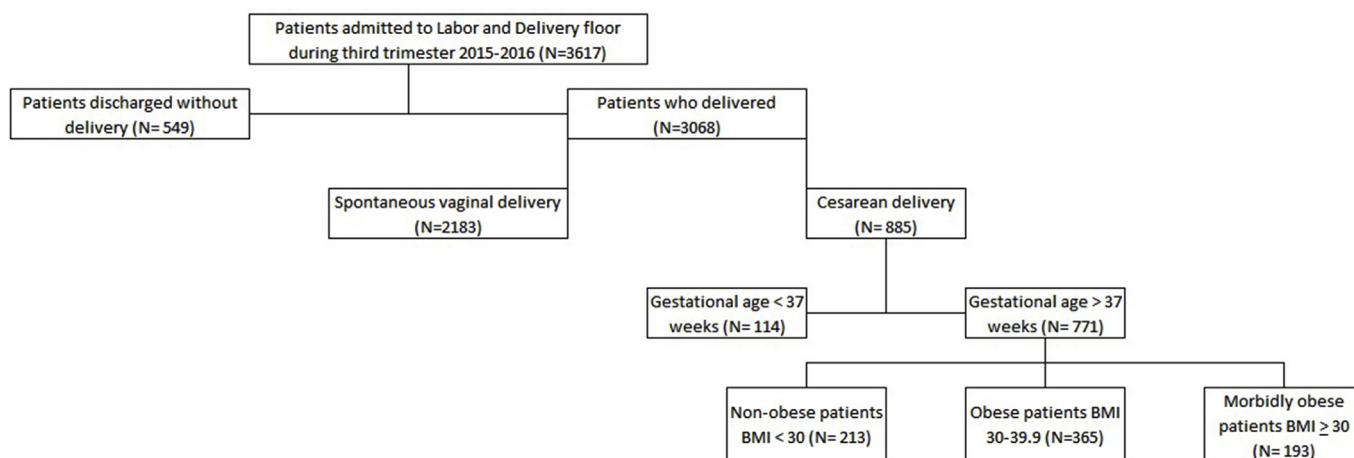 Patients admitted to Labor and Delivery floor
during third trimester 2015-2016 (N=3617)
Patients discharged without
delivery (N= 549)
Patients who delivered
(N=3068)
Spontaneous vaginal delivery
(N=2183)
Cesarean delivery
(N= 885)
Gestational age < 37
weeks (N= 114)
Gestational age > 37
weeks (N= 771)
Non-obese patients
BMI < 30 (N= 213)
Obese patients BMI
30-39.9 (N=365)
Morbidly obese
patients BMI ≥ 30
(N= 193)